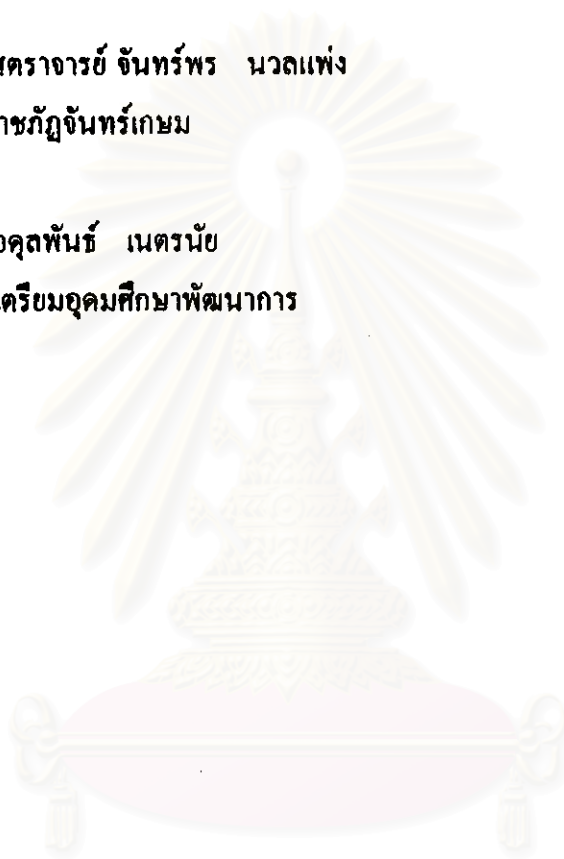 สตราจารย์ จันทร์พร นวลแพ่ง
าชภัฏจันทร์เกษม
อดุลพันธ์ เนตรนัย
เตรียมอุดมศึกษาพัฒนาการ